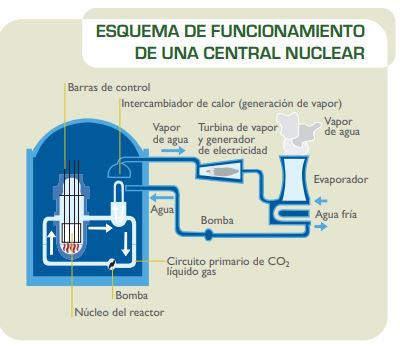 ESQUEMA DE FUNCIONAMIENTO
DE UNA CENTRAL NUCLEAR
Barras de control
Intercambiador de calor (generación de vapor)
Vapor
de agua
Turbina de vapor
y generador
de electricidad
Vapor
de agua
Evaporador
Agua
Bomba
Agua fría
Circuito primario de CO₂
líquido gas
Bomba
Núcleo del reactor